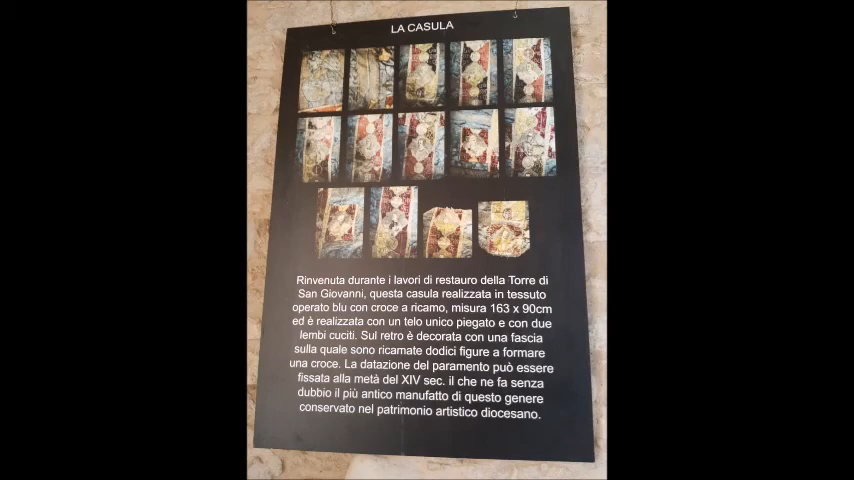 LA CASULA
Rinvenuta durante i lavori di restauro della Torre di
San Giovanni, questa casula realizzata in tessuto
operato blu con croce a ricamo, misura 163 x 90cm
ed è realizzata con un telo unico piegato e con due
lembi cuciti. Sul retro è decorata con una fascia
sulla quale sono ricamate dodici figure a formare
una croce. La datazione del paramento può essere
fissata alla metà del XIV sec. il che ne fa senza
dubbio il più antico manufatto di questo genere
conservato nel patrimonio artistico diocesano.